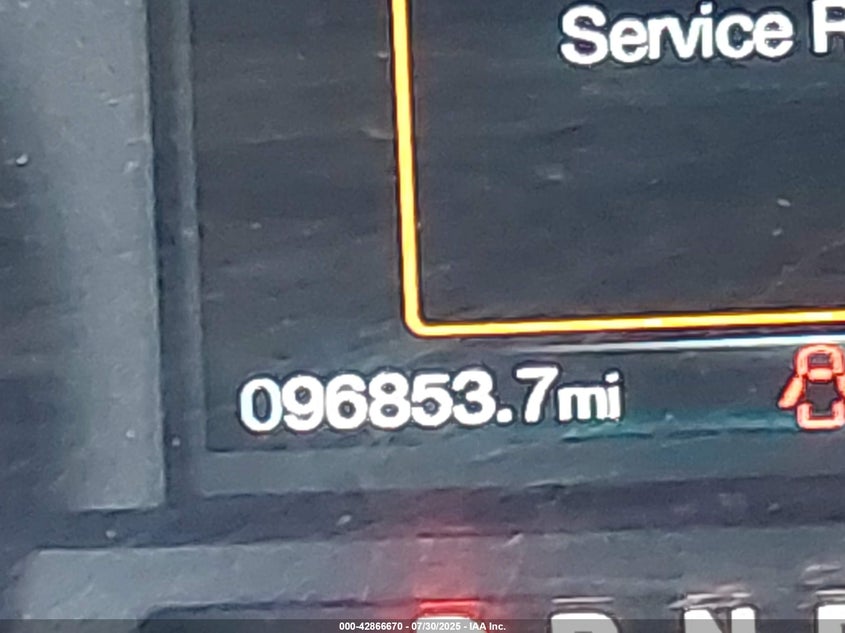 Service
096853.7mi
R N
000-42866670 - 07/30/2025 - IAA Inc.